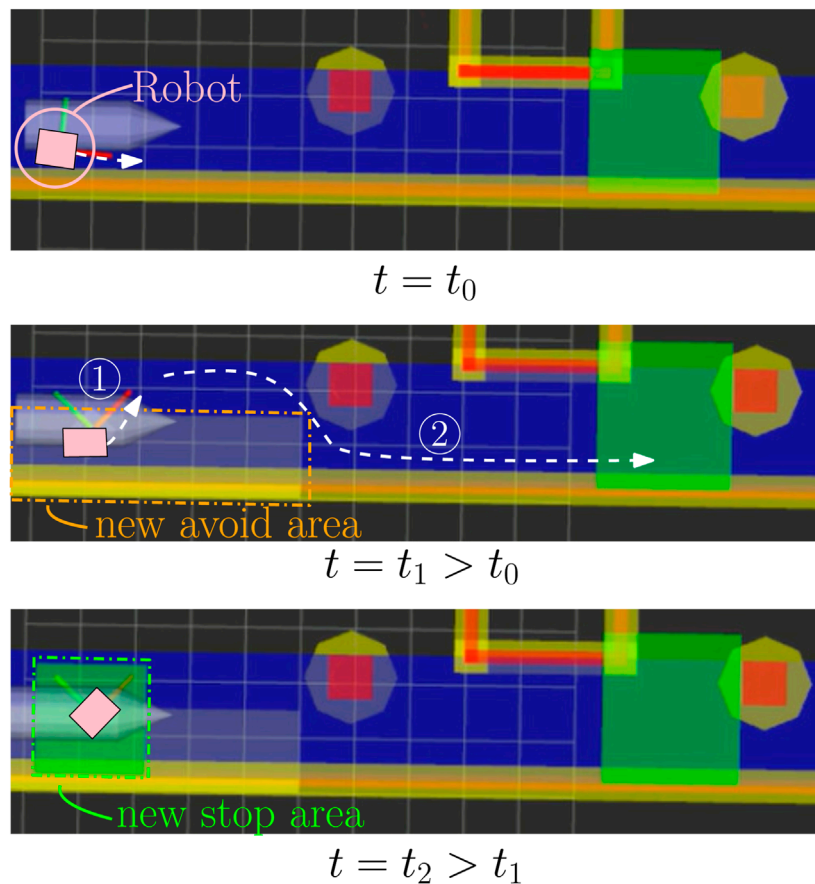 Robot
t = t₀
①
②
new avoid area
t = t₁ > t₀
new stop area
t = t₂ > t₁